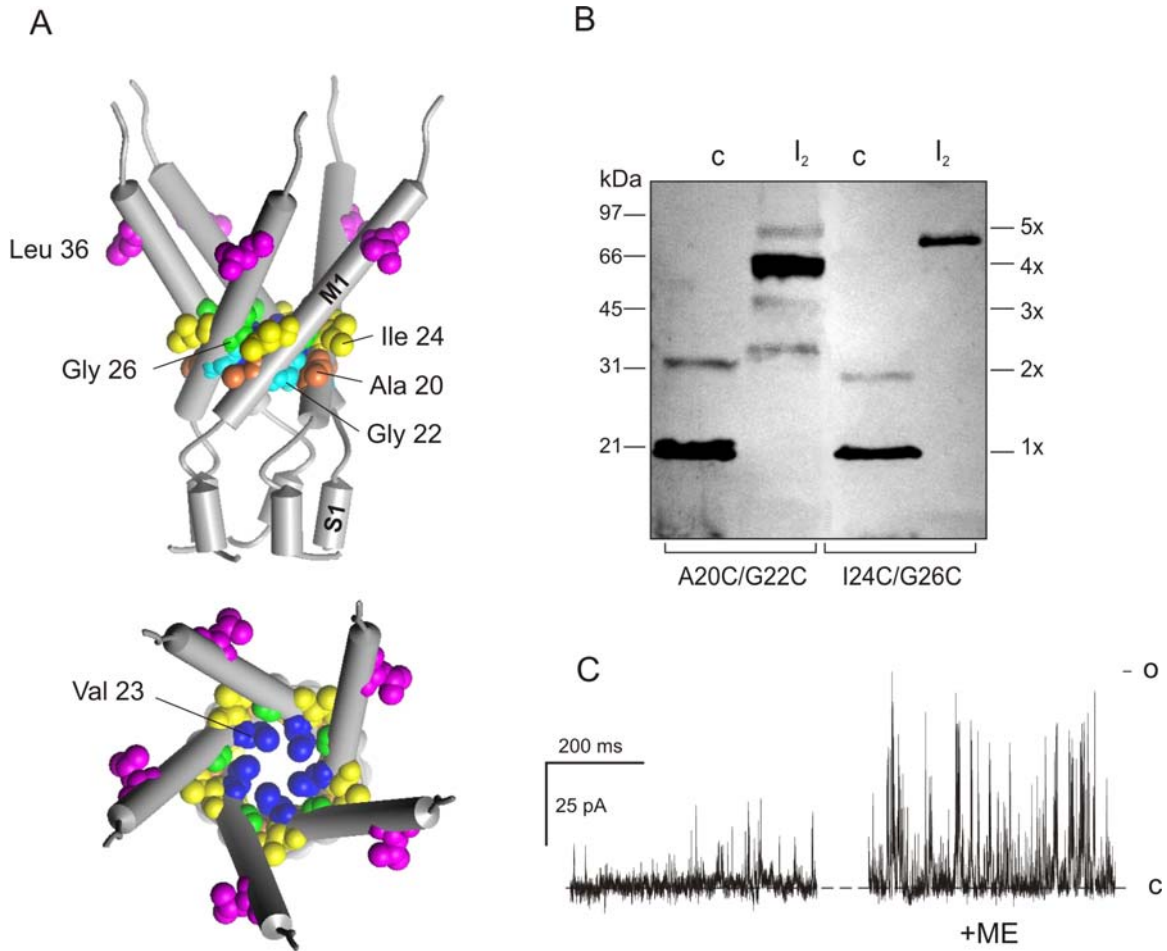 A
Leu 36
M1
Ile 24
Gly 26
Ala 20
Gly 22
S1
Val 23
B
c I₂ c I₂
kDa
97
66
45
31
21
5x
4x
3x
2x
1x
A20C/G22C I24C/G26C
C
o
200 ms
25 pA
c
+ME